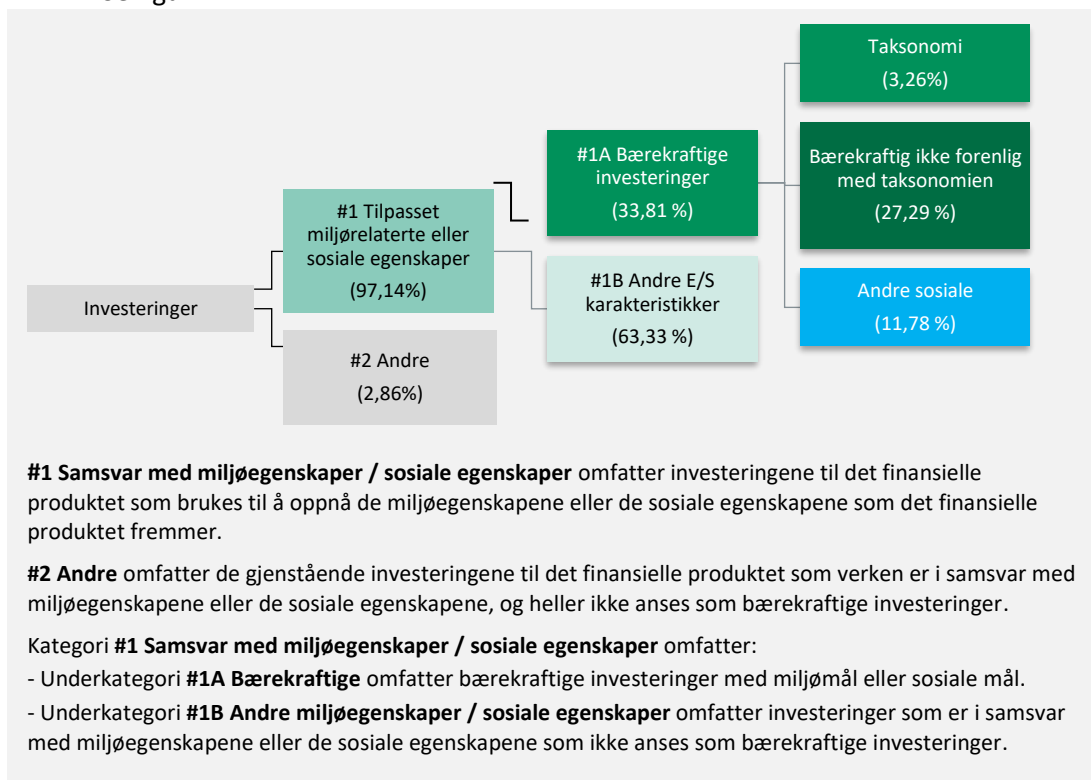 Taksonomi
(3,26%)
#1A Bærekraftige
investeringer
(33,81 %)
Bærekraftig ikke forenlig
med taksonomien
(27,29 %)
#1 Tilpasset
miljørelaterte eller
sosiale egenskaper
(97,14%)
Investeringer
#1B Andre E/S
karakteristikker
(63,33 %)
Andre sosiale
(11,78 %)
#2 Andre
(2,86%)
#1 Samsvar med miljøegenskaper / sosiale egenskaper omfatter investeringene til det finansielle
produktet som brukes til å oppnå de miljøegenskapene eller de sosiale egenskapene som det finansielle
produktet fremmer.
#2 Andre omfatter de gjenstående investeringene til det finansielle produktet som verken er i samsvar med
miljøegenskapene eller de sosiale egenskapene, og heller ikke anses som bærekraftige investeringer.
Kategori #1 Samsvar med miljøegenskaper / sosiale egenskaper omfatter:
- Underkategori #1A Bærekraftige omfatter bærekraftige investeringer med miljømål eller sosiale mål.
- Underkategori #1B Andre miljøegenskaper / sosiale egenskaper omfatter investeringer som er i samsvar
med miljøegenskapene eller de sosiale egenskapene som ikke anses som bærekraftige investeringer.